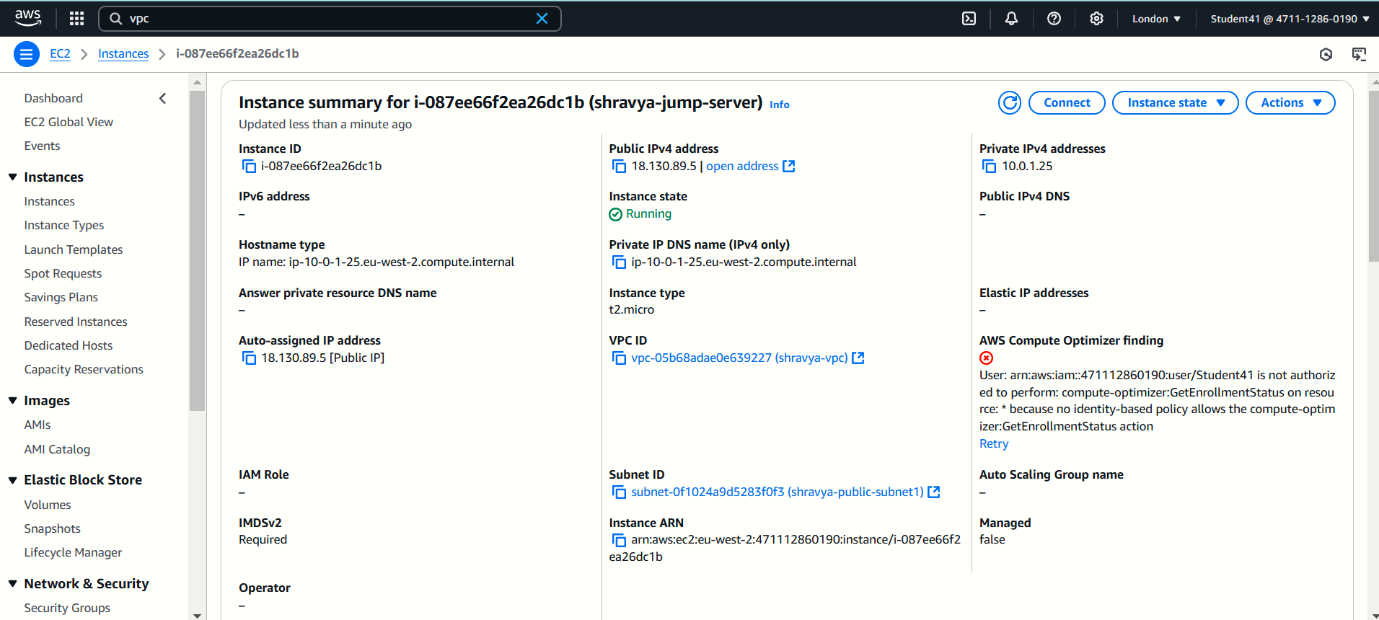 aws
vpc
London
Student41 @ 4711-1286-0190
EC2
Instances
i-087ee66f2ea26dc1b
Dashboard
EC2 Global View
Events
Instances
Instances
Instance Types
Launch Templates
Spot Requests
Savings Plans
Reserved Instances
Dedicated Hosts
Capacity Reservations
Images
AMIs
AMI Catalog
Elastic Block Store
Volumes
Snapshots
Lifecycle Manager
Network & Security
Security Groups
Instance summary for i-087ee66f2ea26dc1b (shravya-jump-server) Info
Connect
Instance state
Actions
Updated less than a minute ago
Instance ID
i-087ee66f2ea26dc1b
Public IPv4 address
18.130.89.5 | open address
Private IPv4 addresses
10.0.1.25
IPv6 address
–
Instance state
Running
Public IPv4 DNS
–
Hostname type
IP name: ip-10-0-1-25.eu-west-2.compute.internal
Private IP DNS name (IPv4 only)
ip-10-0-1-25.eu-west-2.compute.internal
Answer private resource DNS name
–
Instance type
t2.micro
Elastic IP addresses
–
Auto-assigned IP address
18.130.89.5 [Public IP]
VPC ID
vpc-05b68adae0e639227 (shravya-vpc)
AWS Compute Optimizer finding
User: arn:aws:iam::471112860190:user/Student41 is not authoriz
ed to perform: compute-optimizer:GetEnrollmentStatus on resou
rce: * because no identity-based policy allows the compute-optim
izer:GetEnrollmentStatus action
Retry
IAM Role
–
Subnet ID
subnet-0f1024a9d5283f0f3 (shravya-public-subnet1)
Auto Scaling Group name
–
IMDSv2
Required
Instance ARN
arn:aws:ec2:eu-west-2:471112860190:instance/i-087ee66f2
ea26dc1b
Managed
false
Operator
–